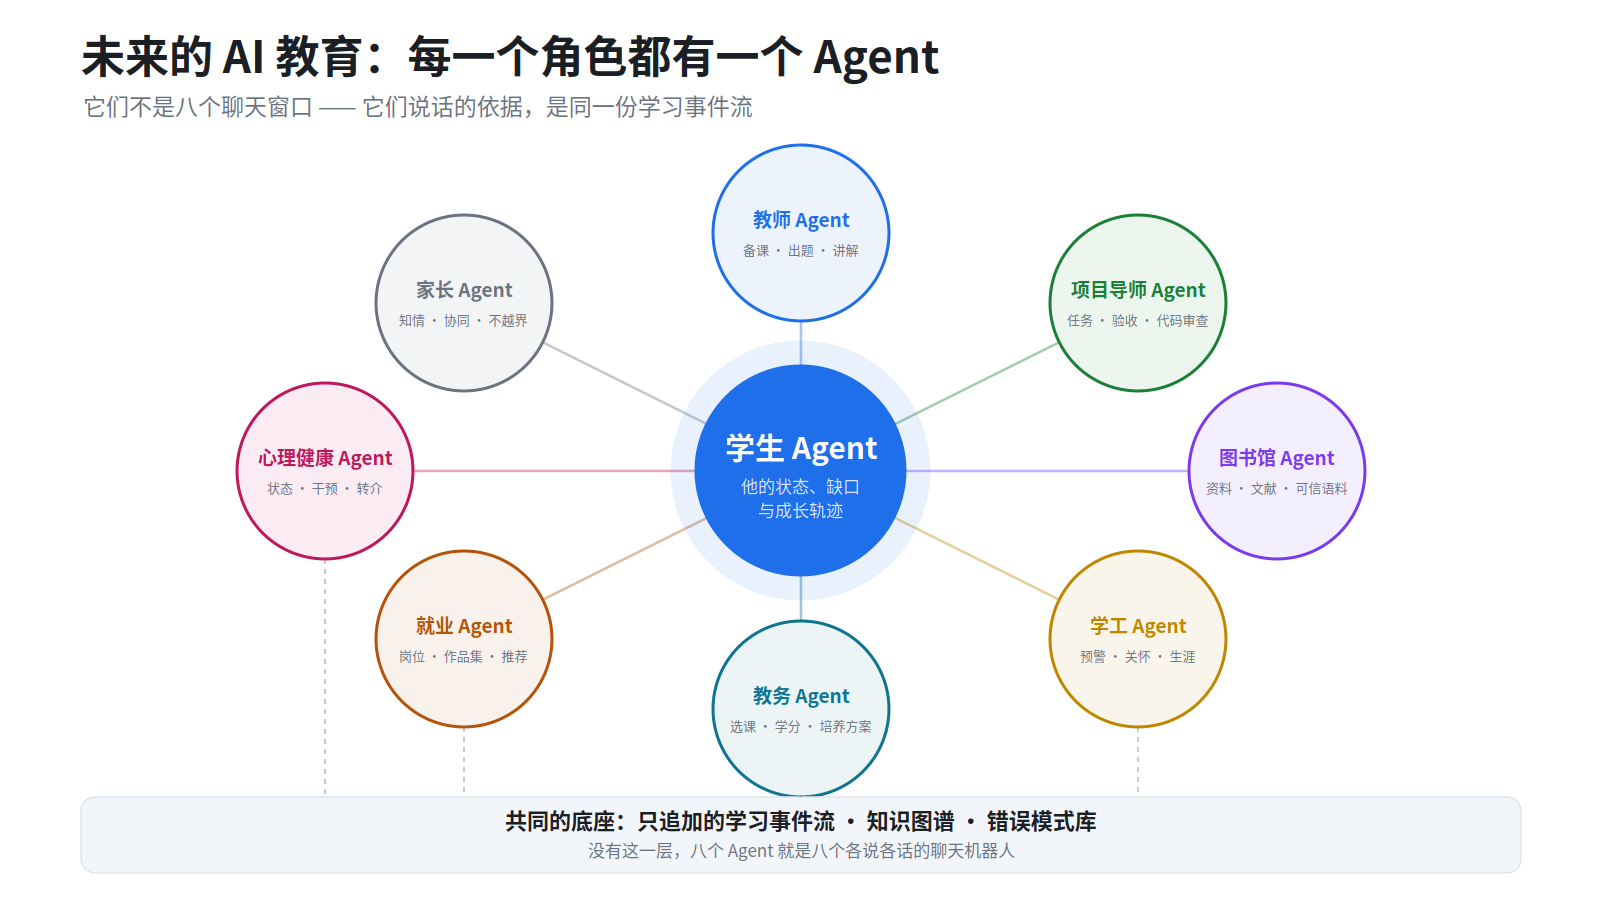 未来的 AI 教育：每一个角色都有一个 Agent
它们不是八个聊天窗口 —— 它们说话的依据，是同一份学习事件流
教师 Agent
备课 · 出题 · 讲解
家长 Agent
知情 · 协同 · 不越界
项目导师 Agent
任务 · 验收 · 代码审查
心理健康 Agent
状态 · 干预 · 转介
学生 Agent
他的状态、缺口
与成长轨迹
图书馆 Agent
资料 · 文献 · 可信语料
就业 Agent
岗位 · 作品集 · 推荐
学工 Agent
预警 · 关怀 · 生涯
教务 Agent
选课 · 学分 · 培养方案
共同的底座：只追加的学习事件流 · 知识图谱 · 错误模式库
没有这一层，八个 Agent 就是八个各说各话的聊天机器人